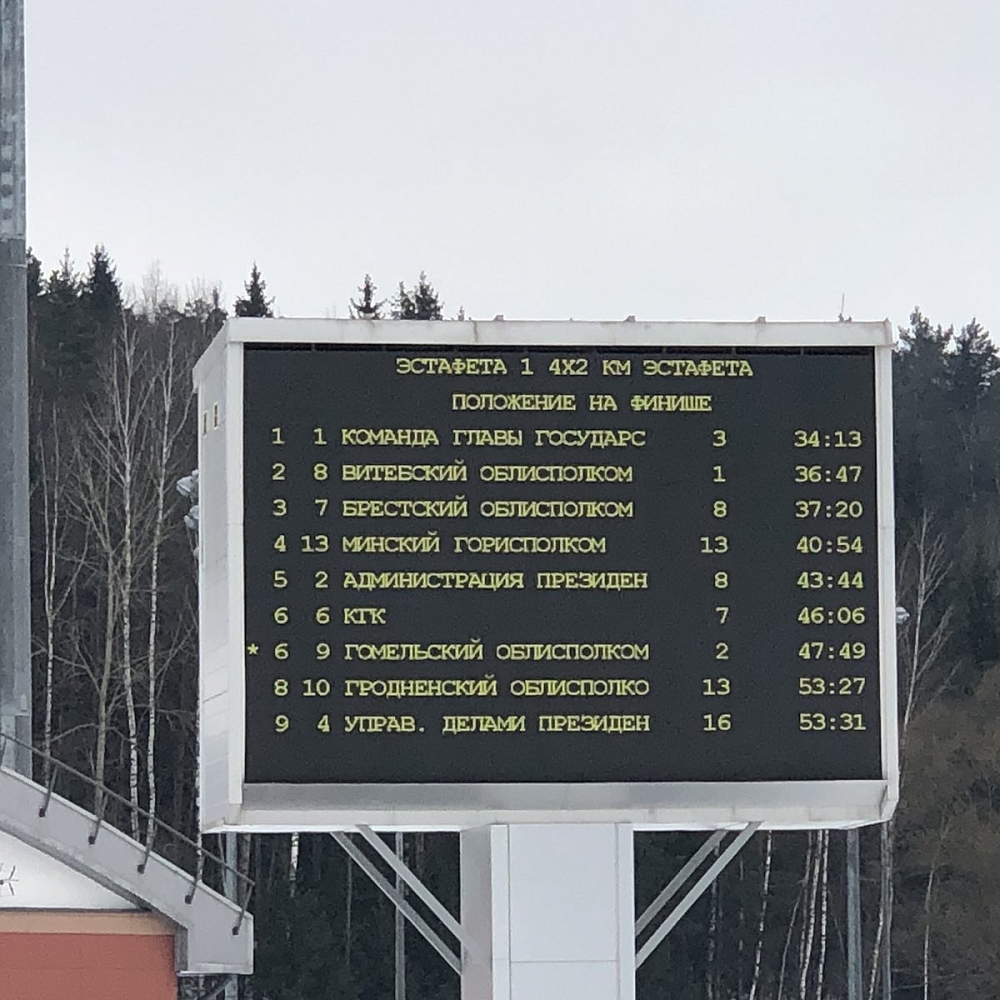 ЭСТАФЕТА 1 4X2 КМ ЭСТАФЕТА
ПОЛОЖЕНИЕ НА ФИНИШЕ
1 1 КОМАНДА ГЛАВЫ ГОСУДАРС 3 34:13
2 8 ВИТЕБСКИЙ ОБЛИСПОЛКОМ 1 36:47
3 7 БРЕСТСКИЙ ОБЛИСПОЛКОМ 8 37:20
4 13 МИНСКИЙ ГОРИСПОЛКОМ 13 40:54
5 2 АДМИНИСТРАЦИЯ ПРЕЗИДЕН 8 43:44
6 6 КГК 7 46:06
* 6 9 ГОМЕЛЬСКИЙ ОБЛИСПОЛКОМ 2 47:49
8 10 ГРОДНЕНСКИЙ ОБЛИСПОЛКО 13 53:27
9 4 УПРАВ. ДЕЛАМИ ПРЕЗИДЕН 16 53:31